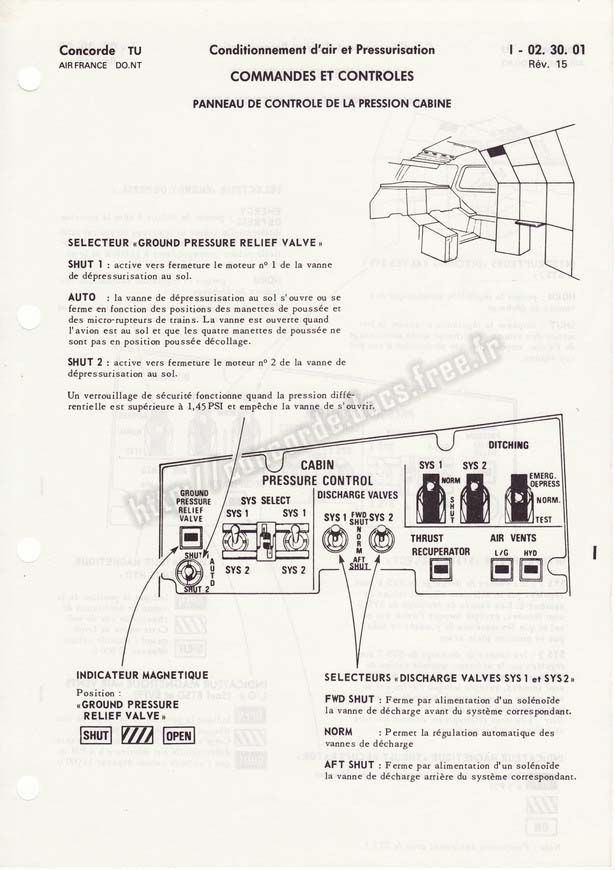 Concorde TU
AIR FRANCE DO.NT
Conditionnement d'air et Pressurisation
COMMANDES ET CONTROLES
I - 02. 30. 01
Rév. 15
PANNEAU DE CONTROLE DE LA PRESSION CABINE
SELECTEUR «GROUND PRESSURE RELIEF VALVE»
SHUT 1 : active vers fermeture le moteur nº 1 de la vanne
de dépressurisation au sol.
AUTO : la vanne de dépressurisation au sol s'ouvre ou se
ferme en fonction des positions des manettes de poussée et
des micro-rupteurs de trains. La vanne est ouverte quand
l'avion est au sol et que les quatre manettes de poussée ne
sont pas en position poussée décollage.
SHUT 2 : active vers fermeture le moteur nº 2 de la vanne de
dépressurisation au sol.
Un verrouillage de sécurité fonctionne quand la pression diffé-
rentielle est supérieure à 1,45 PSI et empêche la vanne de s'ouvrir.
http://concorde.docs.free.fr
CABIN
PRESSURE CONTROL
GROUND
PRESSURE
RELIEF
VALVE
SHUT 1
AUTO
SHUT 2
SYS SELECT
SYS 1 SYS 1
SYS 2 SYS 2
DISCHARGE VALVES
SYS 1 FWD SHUT SYS 2
NORM
AFT
SHUT
DITCHING
SYS 1 SYS 2
NORM
SHUT
EMERG.
DEPRESS
NORM.
TEST
THRUST
RECUPERATOR
AIR VENTS
L/G HYD
INDICATEUR MAGNETIQUE
Position :
«GROUND PRESSURE
RELIEF VALVE»
SHUT OPEN
SELECTEURS «DISCHARGE VALVES SYS 1 et SYS2»
FWD SHUT : Ferme par alimentation d'un solénoïde
la vanne de décharge avant du système correspondant.
NORM : Permet la régulation automatique des
vannes de décharge
AFT SHUT : Ferme par alimentation d'un solénoïde
la vanne de décharge arrière du système correspondant.